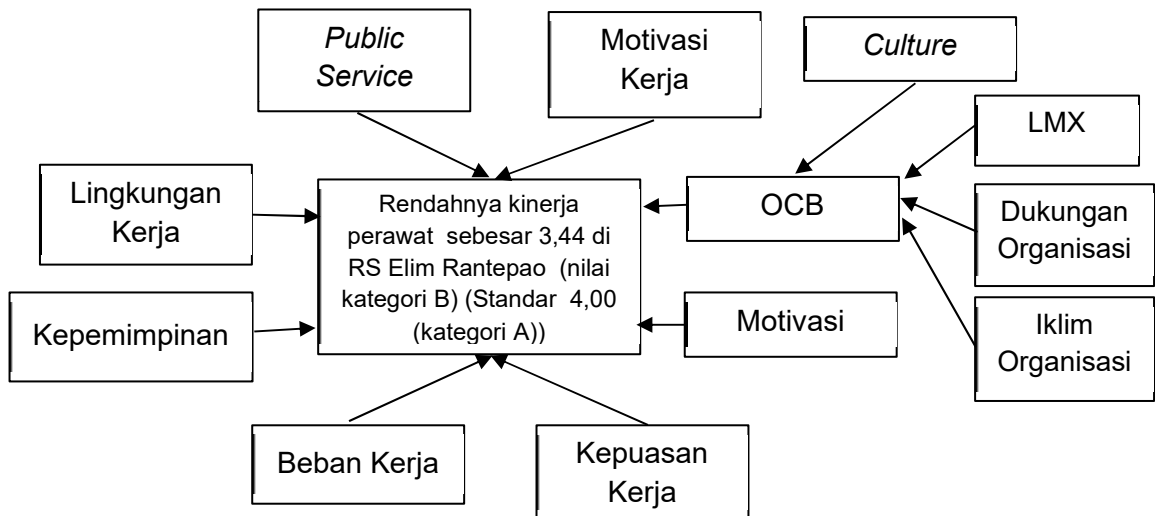 Public
Service
Motivasi
Kerja
Culture
LMX
Lingkungan
Kerja
Rendahnya kinerja
perawat sebesar 3,44 di
RS Elim Rantepao (nilai
kategori B) (Standar 4,00
(kategori A))
OCB
Dukungan
Organisasi
Kepemimpinan
Motivasi
Iklim
Organisasi
Beban Kerja
Kepuasan
Kerja